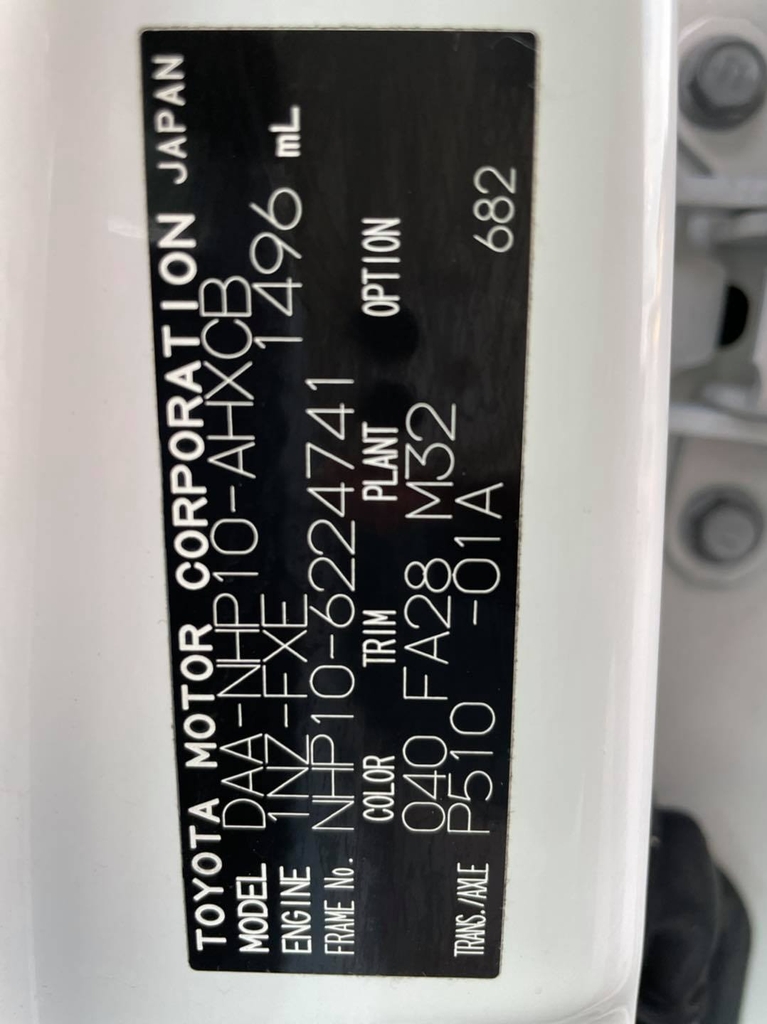 TOYOTA MOTOR CORPORATION JAPAN
MODEL DAA-NHP10-AHXCB
ENGINE 1NZ-FXE 1496 mL
FRAME No. NHP10-6224741
COLOR TRIM PLANT OPTION
040 FA28 M32
TRANS./AXLE P510 -01A 682